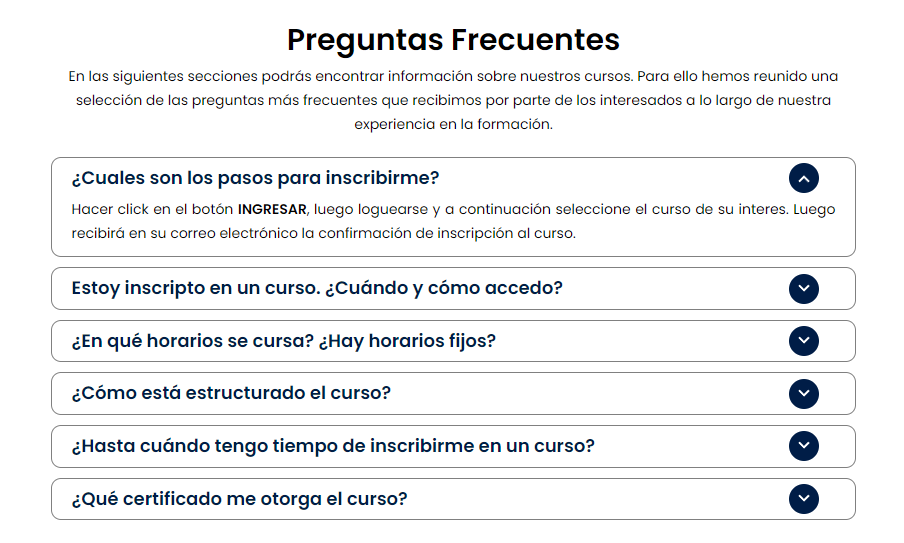 Preguntas Frecuentes
En las siguientes secciones podrás encontrar información sobre nuestros cursos. Para ello hemos reunido una
selección de las preguntas más frecuentes que recibimos por parte de los interesados a lo largo de nuestra
experiencia en la formación.
¿Cuales son los pasos para inscribirme?
Hacer click en el botón INGRESAR, luego loguearse y a continuación seleccione el curso de su interes. Luego
recibirá en su correo electrónico la confirmación de inscripción al curso.
Estoy inscripto en un curso. ¿Cuándo y cómo accedo?
¿En qué horarios se cursa? ¿Hay horarios fijos?
¿Cómo está estructurado el curso?
¿Hasta cuándo tengo tiempo de inscribirme en un curso?
¿Qué certificado me otorga el curso?